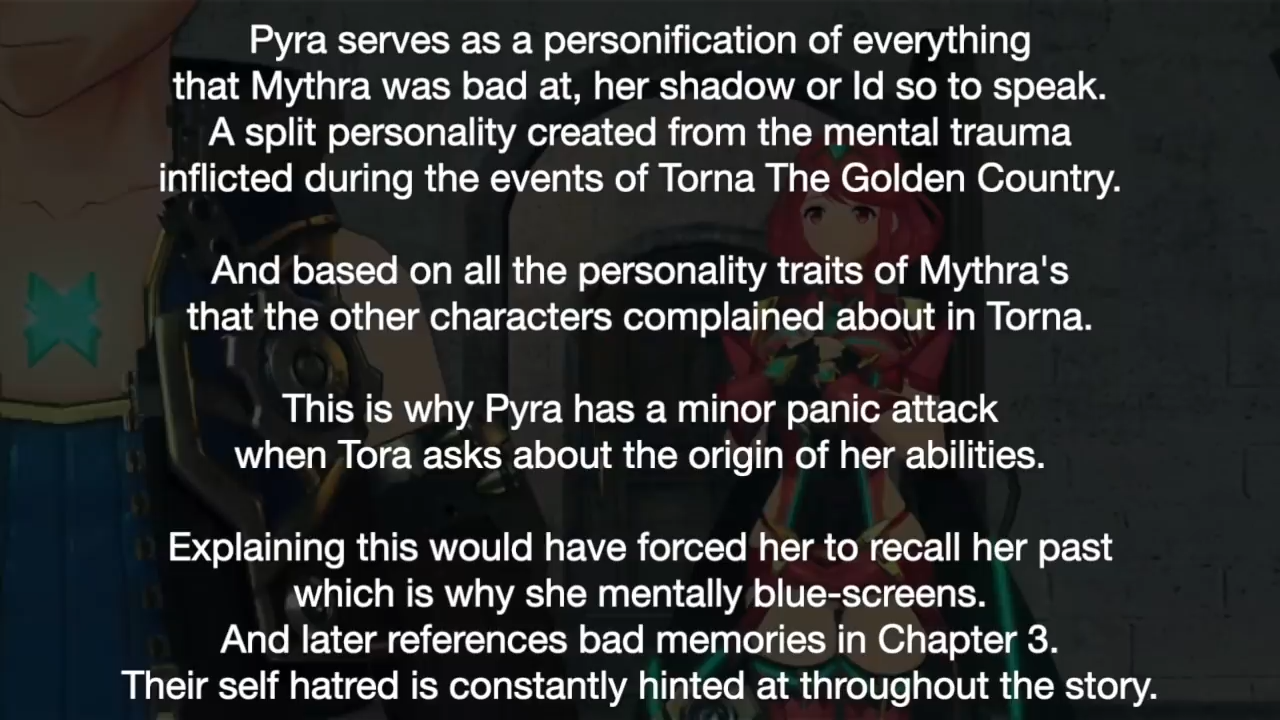 Pyra serves as a personification of everything
that Mythra was bad at, her shadow or Id so to speak.
A split personality created from the mental trauma
inflicted during the events of Torna The Golden Country.
And based on all the personality traits of Mythra's
that the other characters complained about in Torna.
This is why Pyra has a minor panic attack
when Tora asks about the origin of her abilities.
Explaining this would have forced her to recall her past
which is why she mentally blue-screens.
And later references bad memories in Chapter 3.
Their self hatred is constantly hinted at throughout the story.